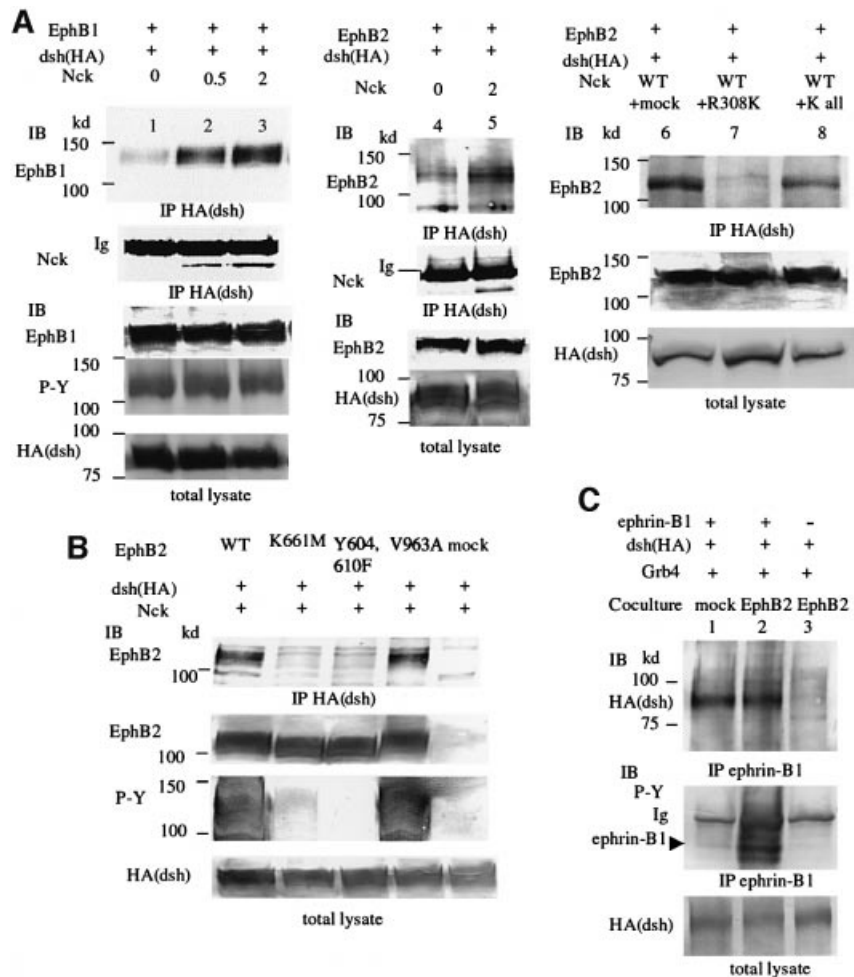 A
EphB1 + + +
dsh(HA) + + +
Nck 0 0.5 2
IB kd 1 2 3
150
EphB1
100
IP HA(dsh)
Ig
Nck
IP HA(dsh)
IB
EphB1
150
P-Y
100
100
HA(dsh)
75
total lysate
EphB2 + +
dsh(HA) + +
Nck 0 2
IB kd 4 5
150
EphB2
100
IP HA(dsh)
Ig
Nck
IP HA(dsh)
IB
EphB2
100
HA(dsh)
75
total lysate
EphB2 + + +
dsh(HA) + + +
Nck WT WT WT
+mock +R308K +K all
IB kd 6 7 8
150
EphB2
100
IP HA(dsh)
EphB2
150
100
100
HA(dsh)
75
total lysate
B
EphB2 WT K661M Y604, V963A mock
610F
dsh(HA) + + + + +
Nck + + + + +
IB kd
EphB2
100
IP HA(dsh)
EphB2
100
150
P-Y
100
HA(dsh)
total lysate
C
ephrin-B1 + + -
dsh(HA) + + +
Grb4 + + +
Coculture mock EphB2 EphB2
1 2 3
IB kd
100
HA(dsh)
75
IP ephrin-B1
IB
P-Y
Ig
ephrin-B1
IP ephrin-B1
HA(dsh)
total lysate